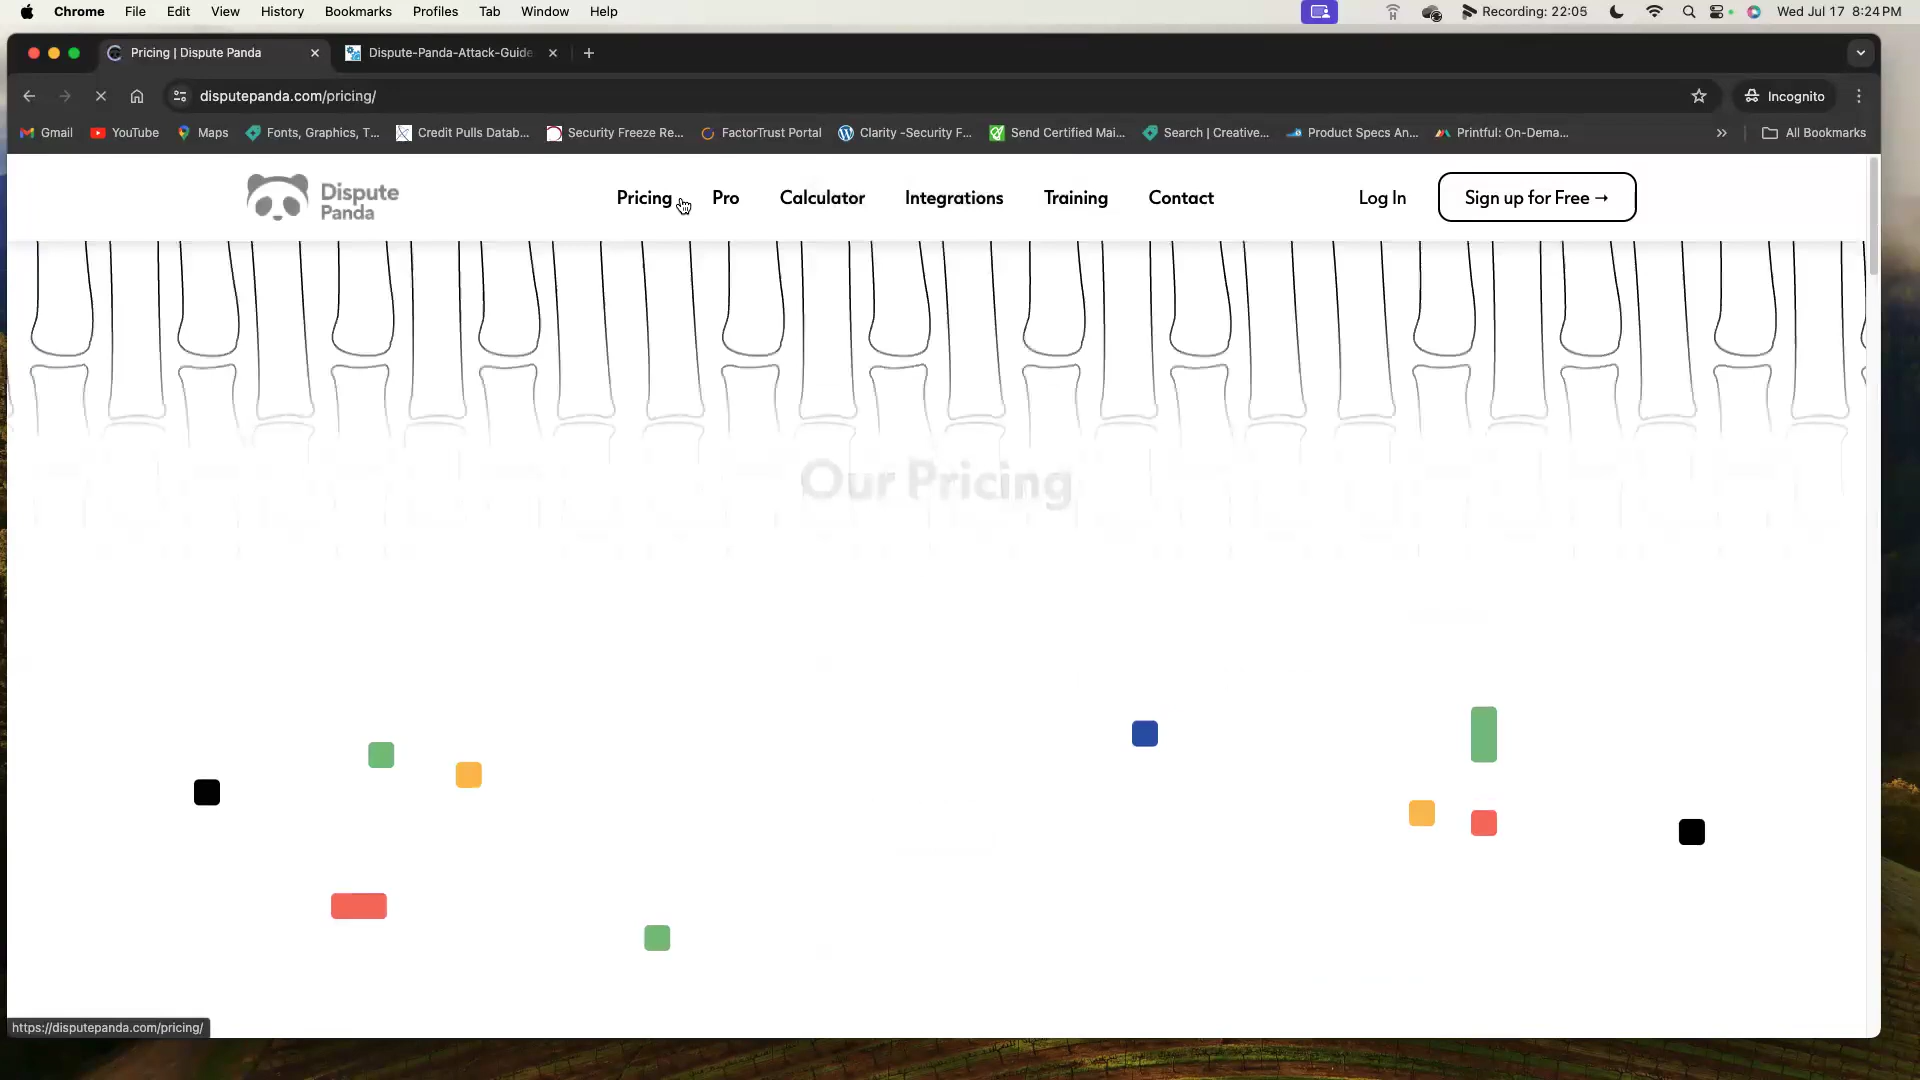 Chrome File Edit View History Bookmarks Profiles Tab Window Help Recording: 22:05 Wed Jul 17 8:24 PM
Pricing | Dispute Panda Dispute-Panda-Attack-Guide
disputepanda.com/pricing/ Incognito
Gmail YouTube Maps Fonts, Graphics, T... Credit Pulls Datab... Security Freeze Re... FactorTrust Portal Clarity -Security F... Send Certified Mai... Search | Creative... Product Specs An... Printful: On-Dema... » All Bookmarks
Dispute
Panda
Pricing Pro Calculator Integrations Training Contact Log In Sign up for Free →
Our Pricing
https://disputepanda.com/pricing/